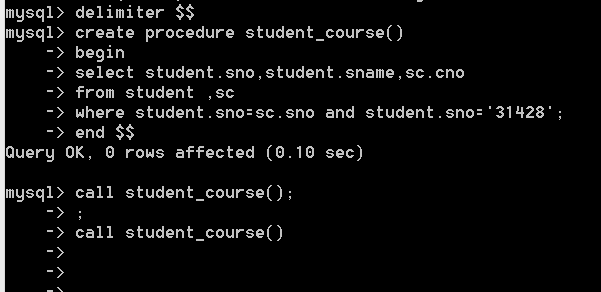 mysql> delimiter $$
mysql> create procedure student_course()
    -> begin
    -> select student.sno,student.sname,sc.cno
    -> from student ,sc
    -> where student.sno=sc.sno and student.sno='31428';
    -> end $$
Query OK, 0 rows affected (0.10 sec)

mysql> call student_course();
    -> ;
    -> call student_course()
    ->
    ->
    ->